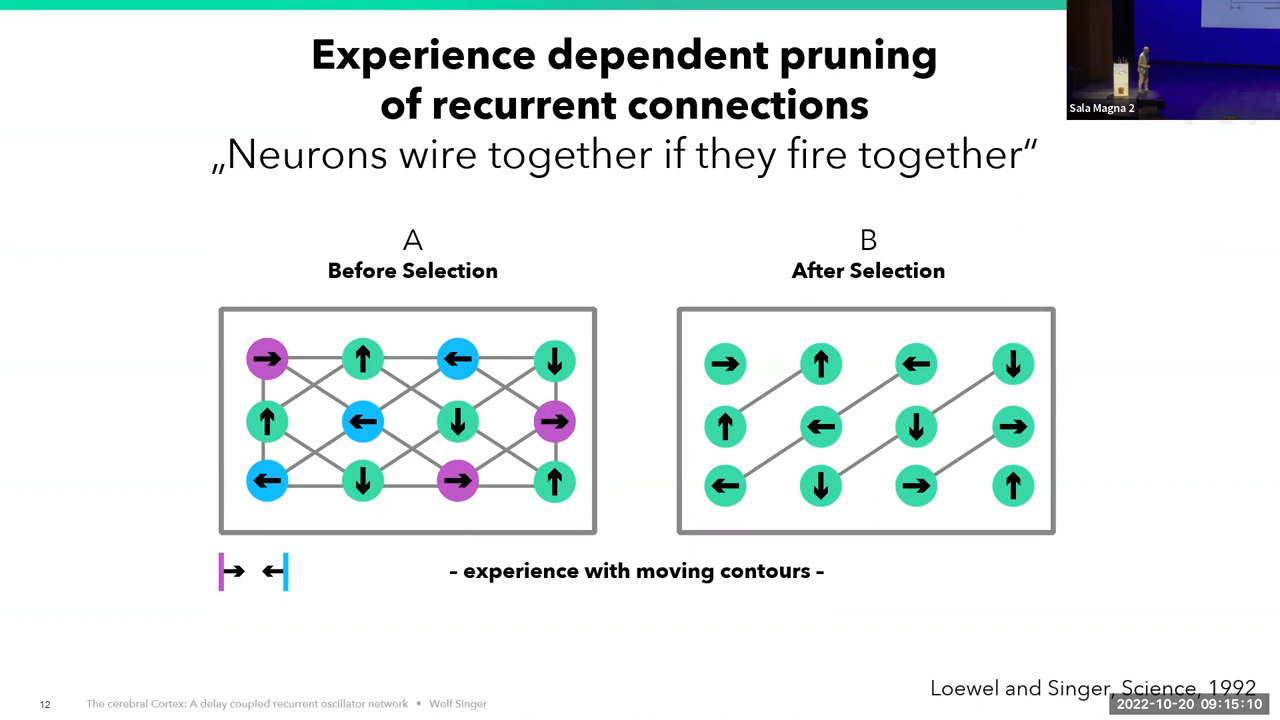 Experience dependent pruning
of recurrent connections
„Neurons wire together if they fire together“
Sala Magna 2
A
Before Selection
B
After Selection
– experience with moving contours –
Loewel and Singer, Science, 1992
12
The cerebral Cortex: A delay coupled recurrent oscillator network • Wolf Singer
2022-10-20 09:15:10